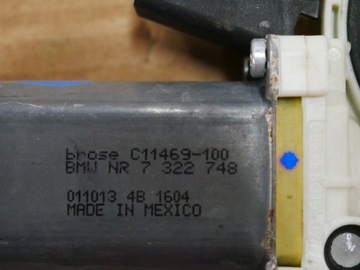 brose C11469-100
BMW NR 7 322 748
011013 4B 1604
MADE IN MEXICO